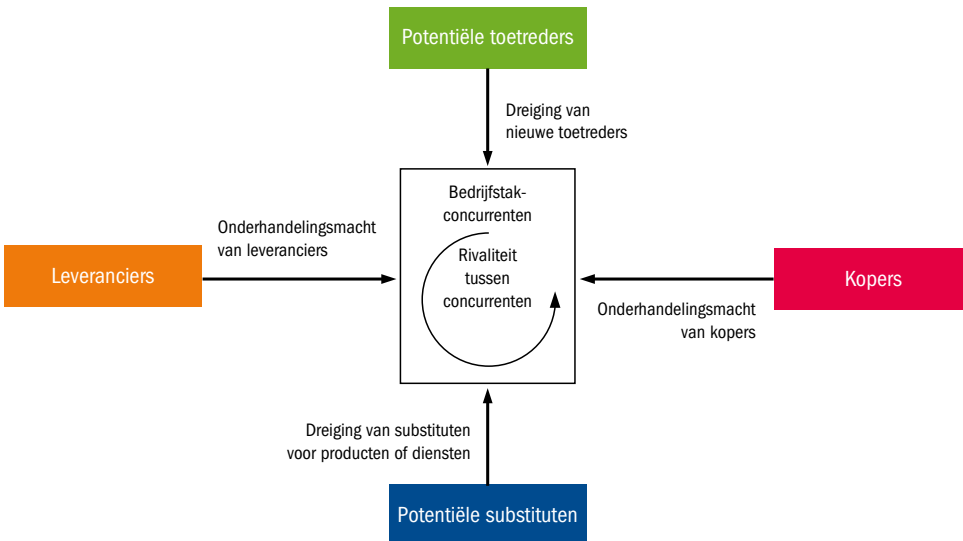 Potentiële toetreders
Dreiging van
nieuwe toetreders
Bedrijfstak-
concurrenten
Rivaliteit
tussen
concurrenten
Onderhandelingsmacht
van leveranciers
Leveranciers
Kopers
Onderhandelingsmacht
van kopers
Dreiging van substituten
voor producten of diensten
Potentiële substituten